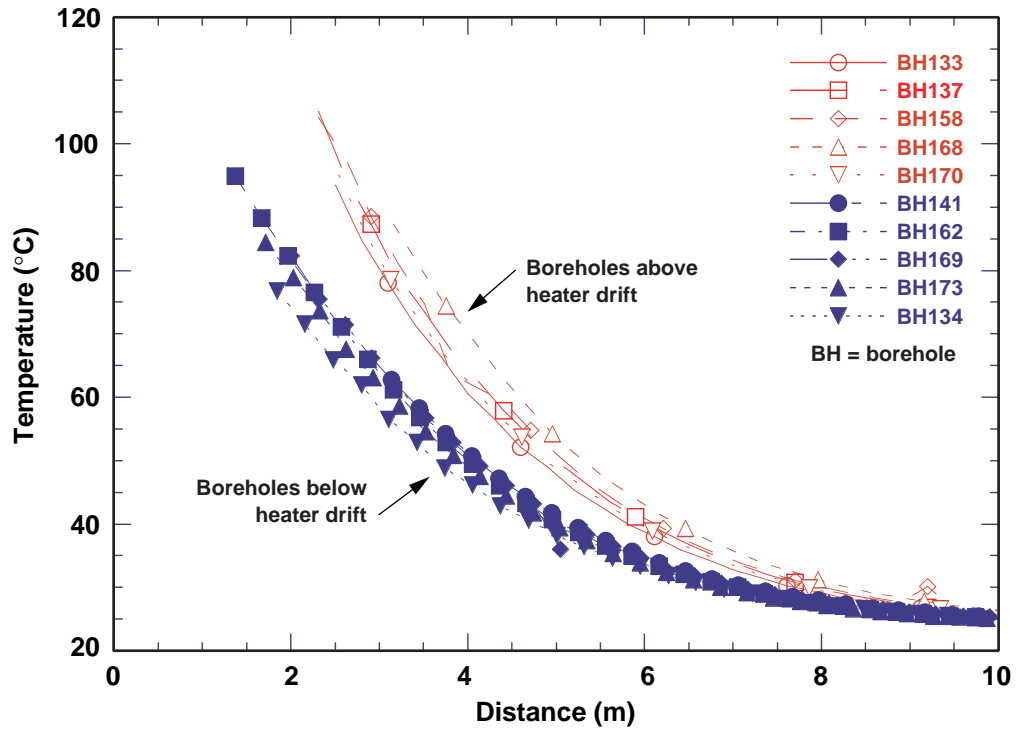 120
100
80
60
40
20
Temperature (°C)
0
2
4
6
8
10
Distance (m)
BH133
BH137
BH158
BH168
BH170
BH141
BH162
BH169
BH173
BH134
BH = borehole
Boreholes above
heater drift
Boreholes below
heater drift